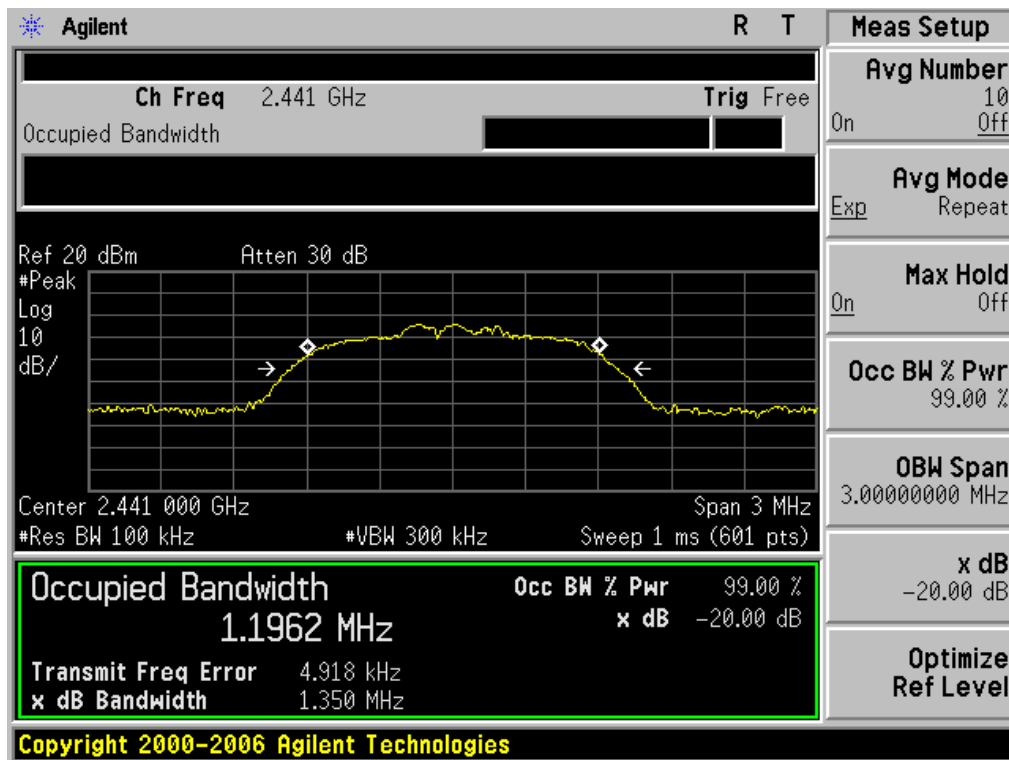 Agilent R T
Meas Setup
Ch Freq 2.441 GHz Trig Free
Occupied Bandwidth
Ref 20 dBm Atten 30 dB
#Peak
Log
10
dB/
Center 2.441 000 GHz Span 3 MHz
#Res BW 100 kHz #VBW 300 kHz Sweep 1 ms (601 pts)
Occupied Bandwidth Occ BW % Pwr 99.00 %
1.1962 MHz x dB -20.00 dB
Transmit Freq Error 4.918 kHz
x dB Bandwidth 1.350 MHz
Avg Number
10
On Off
Avg Mode
Exp Repeat
Max Hold
On Off
Occ BW % Pwr
99.00 %
OBW Span
3.00000000 MHz
x dB
-20.00 dB
Optimize
Ref Level
Copyright 2000-2006 Agilent Technologies